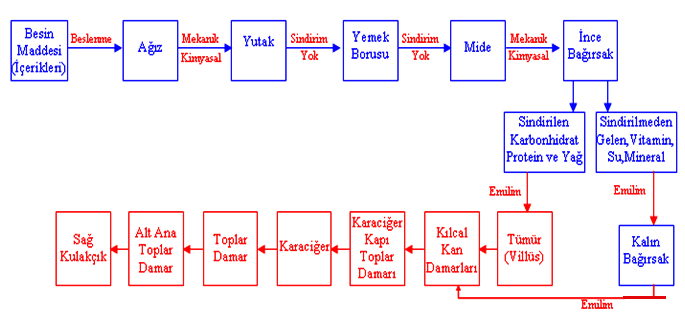 Besin
Maddesi
(İçerikleri)
Beslenme
Ağız
Mekanik
Kimyasal
Yutak
Sindirim
Yok
Yemek
Borusu
Sindirim
Yok
Mide
Mekanik
Kimyasal
İnce
Bağırsak
Sindirilen
Karbonhidrat
Protein ve Yağ
Sindirilmeden
Gelen,Vitamin,
Su,Mineral
Emilim
Emilim
Sağ
Kulakçık
Alt Ana
Toplar
Damar
Toplar
Damar
Karaciğer
Karaciğer
Kapı
Toplar
Damarı
Kılcal
Kan
Damarları
Tümür
(Villüs)
Kalın
Bağırsak
Emilim